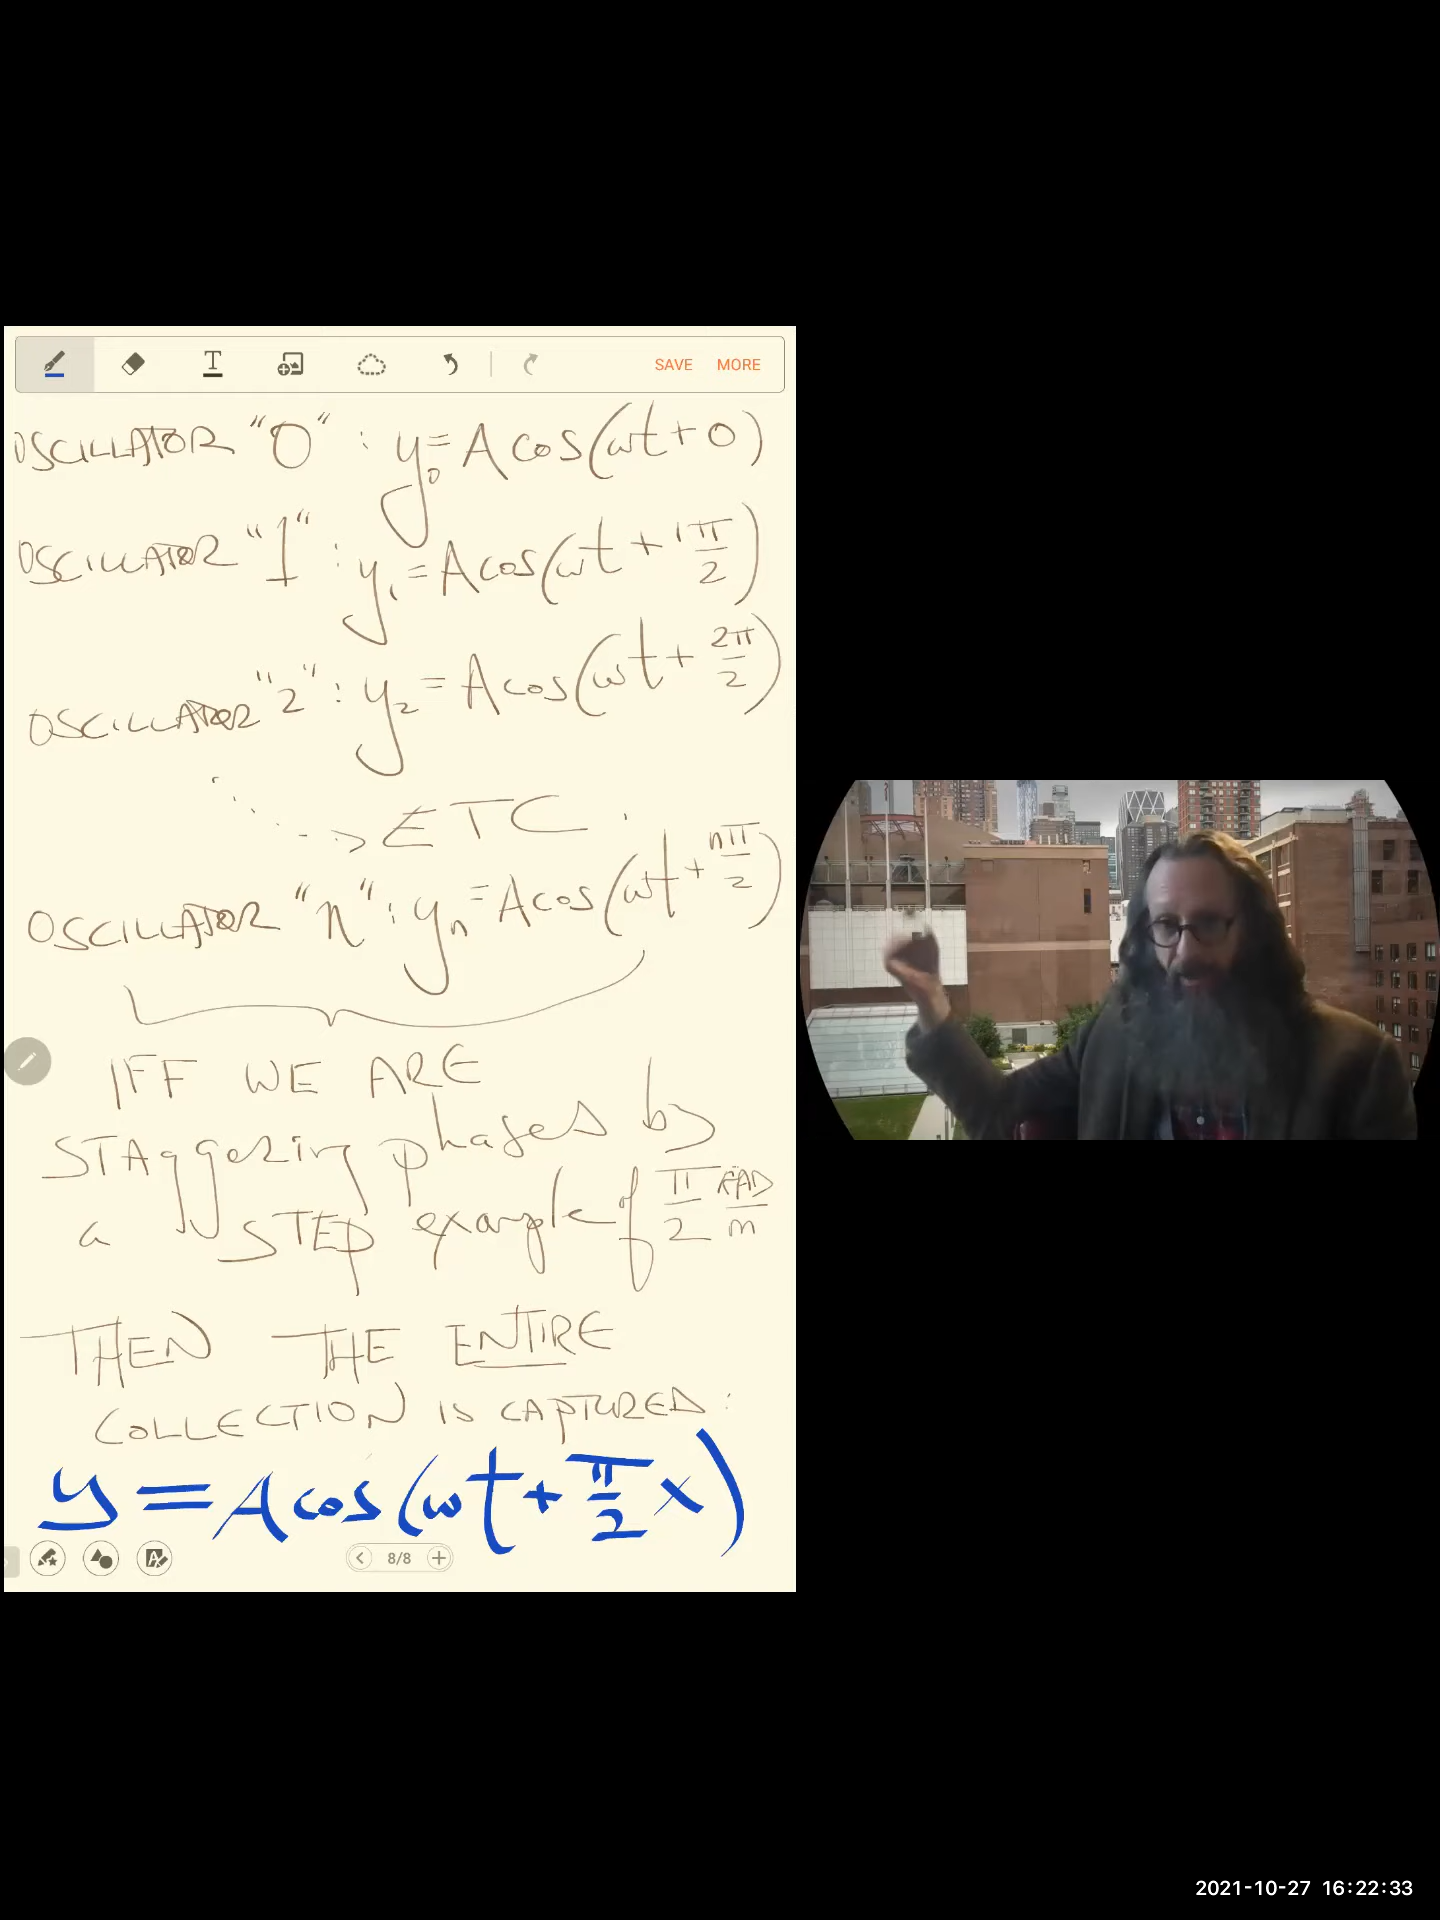 SAVE MORE
OSCILLATOR "0" : y₀ = A cos(ωt + 0)
OSCILLATOR "1" : y₁ = A cos(ωt + 1π/2)
OSCILLATOR "2" : y₂ = A cos(ωt + 2π/2)
ETC.
OSCILLATOR "n" : yₙ = A cos(ωt + nπ/2)
IFF WE ARE
STAggeRing phases by
a STEP example of π/2 RAD/m
THEN THE ENTIRE
COLLECTION IS CAPTURED:
y = A cos(ωt + π/2 x)
8/8
2021-10-27 16:22:33